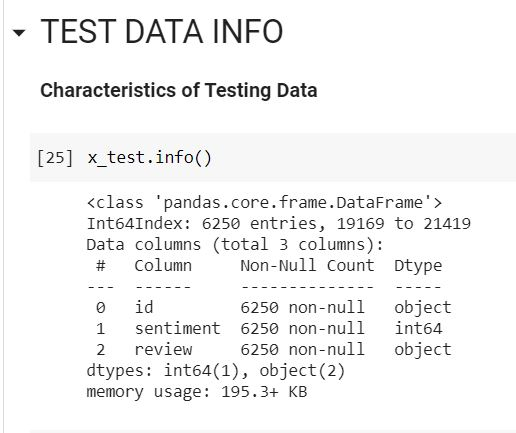 TEST DATA INFO
Characteristics of Testing Data
[25] x_test.info()
<class 'pandas.core.frame.DataFrame'>
Int64Index: 6250 entries, 19169 to 21419
Data columns (total 3 columns):
 #   Column     Non-Null Count  Dtype
---  ------     --------------  -----
 0   id         6250 non-null   object
 1   sentiment  6250 non-null   int64
 2   review     6250 non-null   object
dtypes: int64(1), object(2)
memory usage: 195.3+ KB